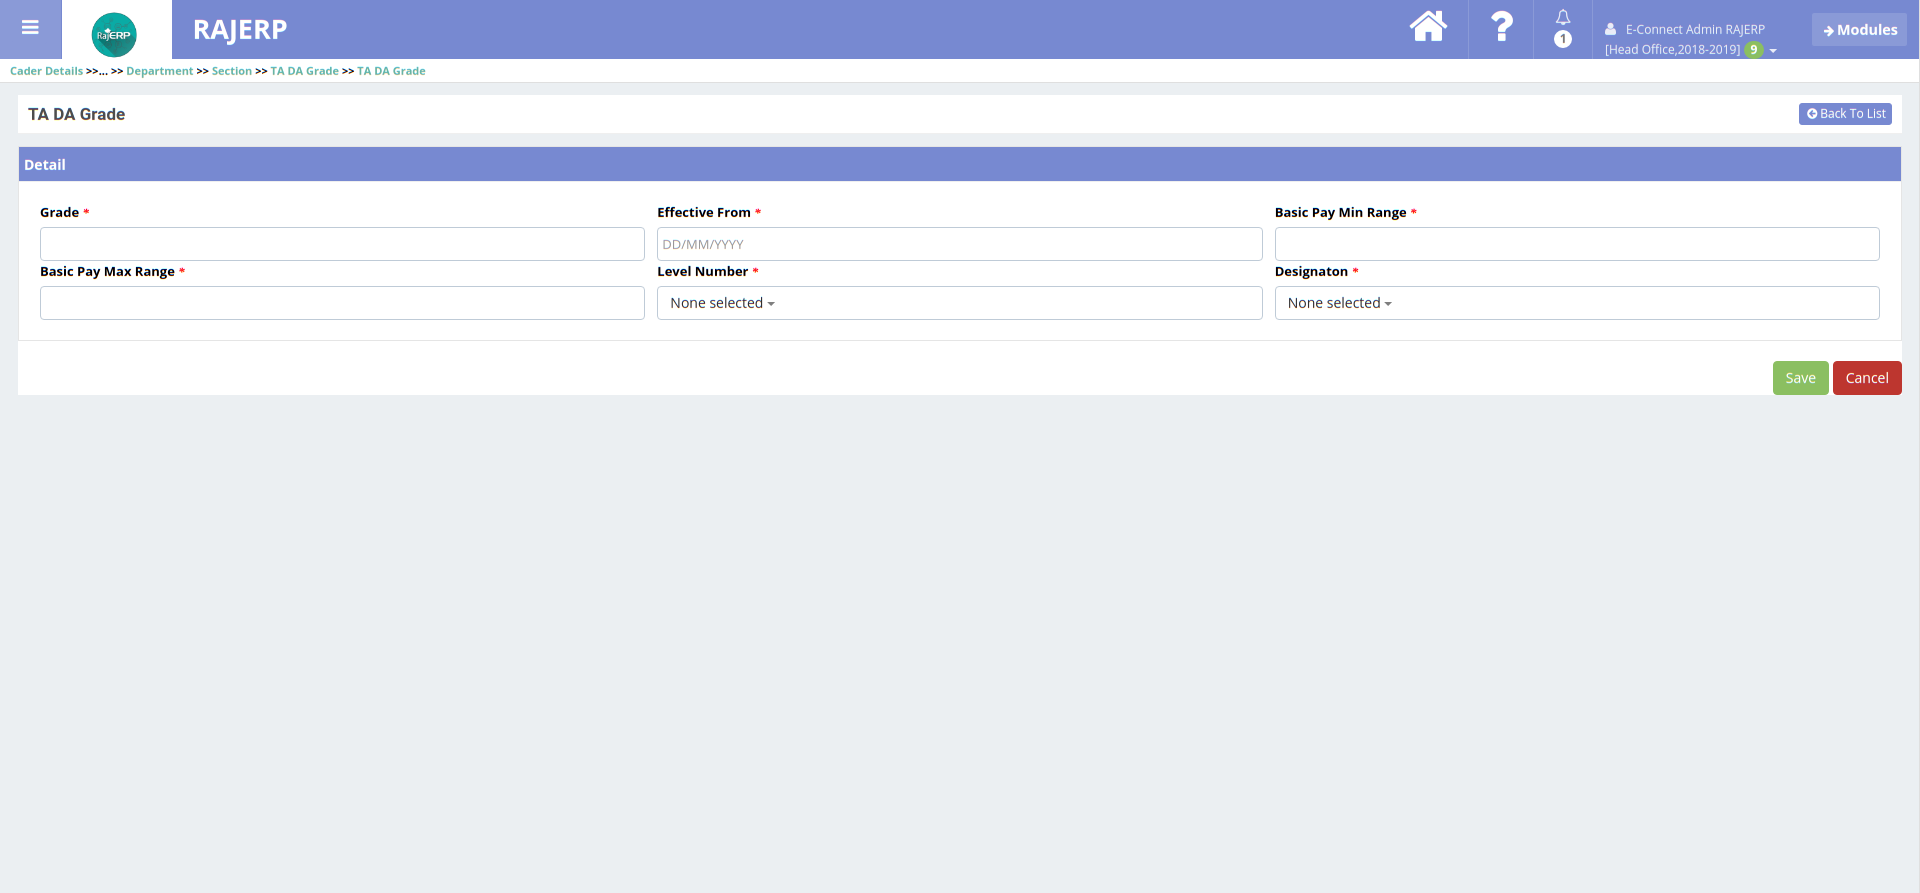 RajERP
RAJERP
?
1
E-Connect Admin RAJERP
[Head Office,2018-2019] 9
Modules
Cader Details >>... >> Department >> Section >> TA DA Grade >> TA DA Grade
TA DA Grade
Back To List
Detail
Grade *
Effective From *
Basic Pay Min Range *
DD/MM/YYYY
Basic Pay Max Range *
Level Number *
Designaton *
None selected
None selected
Save
Cancel